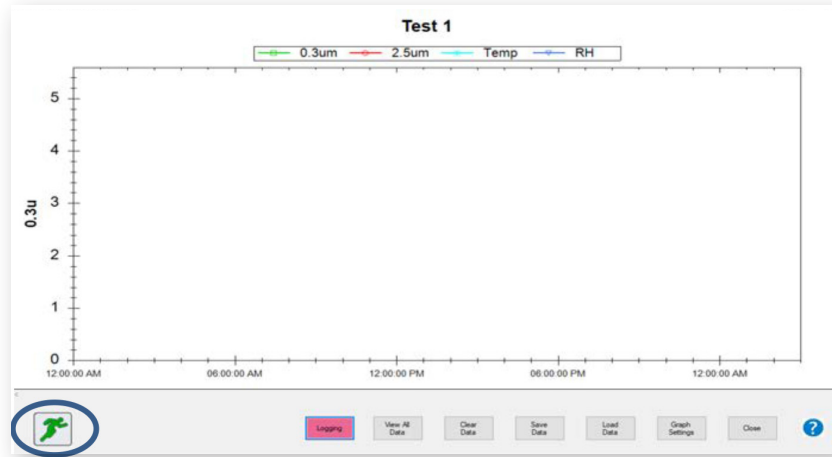 Test 1
0.3um 2.5um Temp RH
5
4
3
2
1
0
0.3u
12:00:00 AM 06:00:00 AM 12:00:00 PM 06:00:00 PM 12:00:00 AM
Logging
View All
Data
Clear
Data
Save
Data
Load
Data
Graph
Settings
Close
?